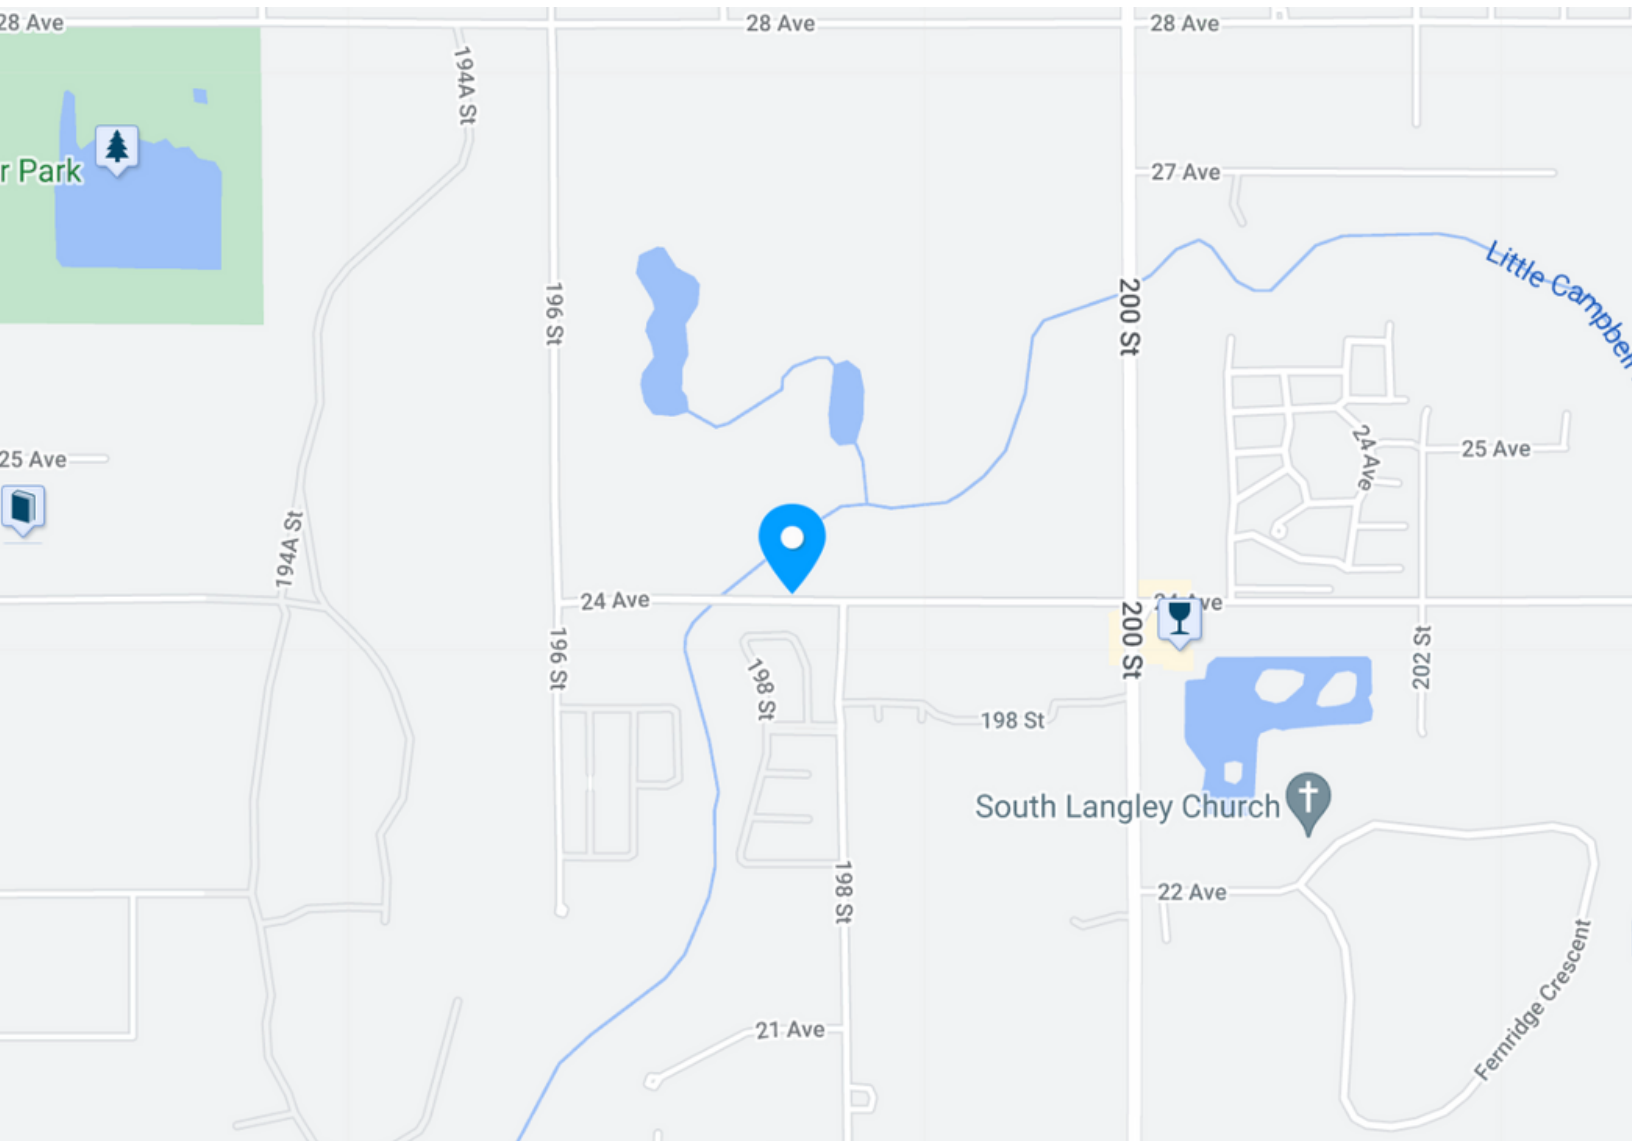 28 Ave
28 Ave
28 Ave
194A St
r Park
27 Ave
Little Campbell
196 St
200 St
24 Ave
25 Ave
25 Ave
194A St
24 Ave
24 Ave
200 St
196 St
202 St
198 St
198 St
South Langley Church
198 St
22 Ave
Fernridge Crescent
21 Ave